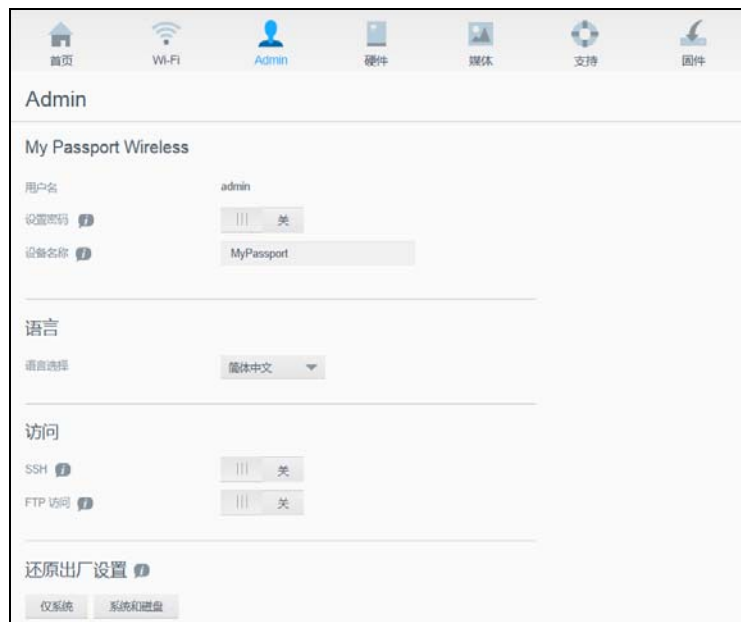 首页 Wi-Fi Admin 硬件 媒体 支持 固件
Admin
My Passport Wireless
用户名 admin
设置密码 关
设备名称 MyPassport
语言
语言选择 简体中文
访问
SSH 关
FTP 访问 关
还原出厂设置
仅系统 系统和磁盘